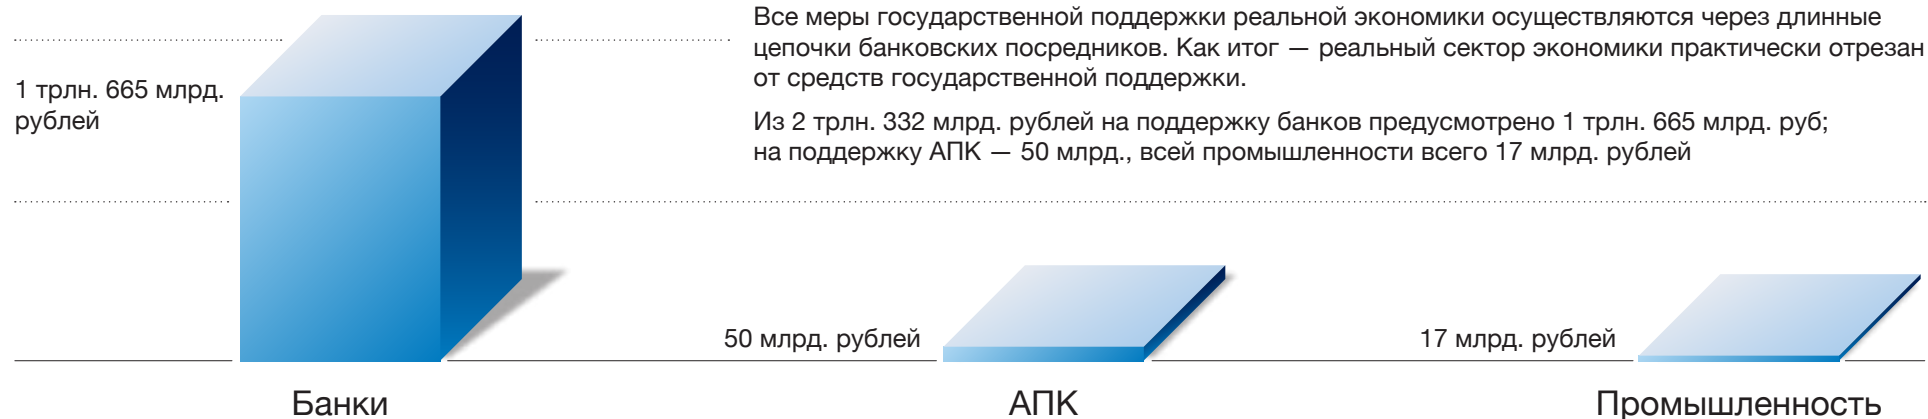 Все меры государственной поддержки реальной экономики осуществляются через длинные
цепочки банковских посредников. Как итог — реальный сектор экономики практически отрезан
от средств государственной поддержки.
Из 2 трлн. 332 млрд. рублей на поддержку банков предусмотрено 1 трлн. 665 млрд. руб;
на поддержку АПК — 50 млрд., всей промышленности всего 17 млрд. рублей
1 трлн. 665 млрд.
рублей
50 млрд. рублей
17 млрд. рублей
Банки
АПК
Промышленность